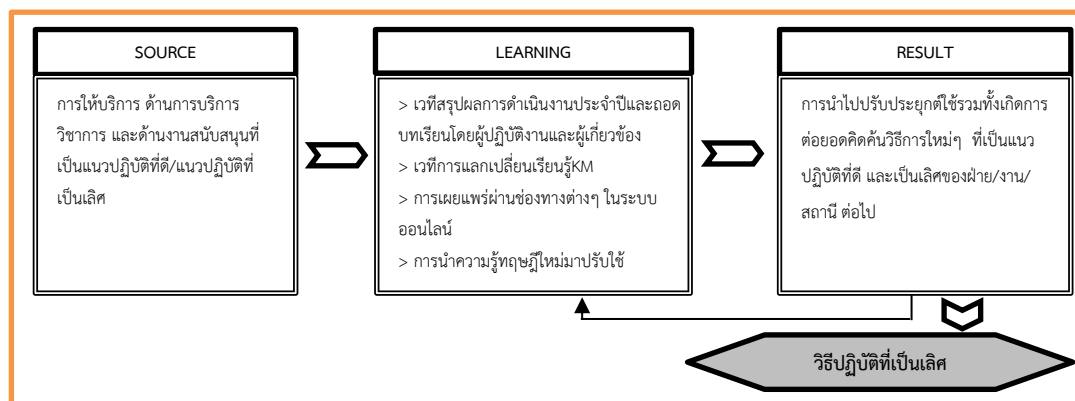 SOURCE
การให้บริการ ด้านการบริการ
วิชาการ และด้านงานสนับสนุนที่
เป็นแนวปฏิบัติที่ดี/แนวปฏิบัติที่
เป็นเลิศ
LEARNING
> เวทีสรุปผลการดำเนินงานประจำปีและถอด
บทเรียนโดยผู้ปฏิบัติงานและผู้เกี่ยวข้อง
> เวทีการแลกเปลี่ยนเรียนรู้KM
> การเผยแพร่ผ่านช่องทางต่างๆ ในระบบ
ออนไลน์
> การนำความรู้ทฤษฎีใหม่มาปรับใช้
RESULT
การนำไปปรับประยุกต์ใช้รวมทั้งเกิดการ
ต่อยอดคิดค้นวิธีการใหม่ๆ ที่เป็นแนว
ปฏิบัติที่ดี และเป็นเลิศของฝ่าย/งาน/
สถานี ต่อไป
วิธีปฏิบัติที่เป็นเลิศ